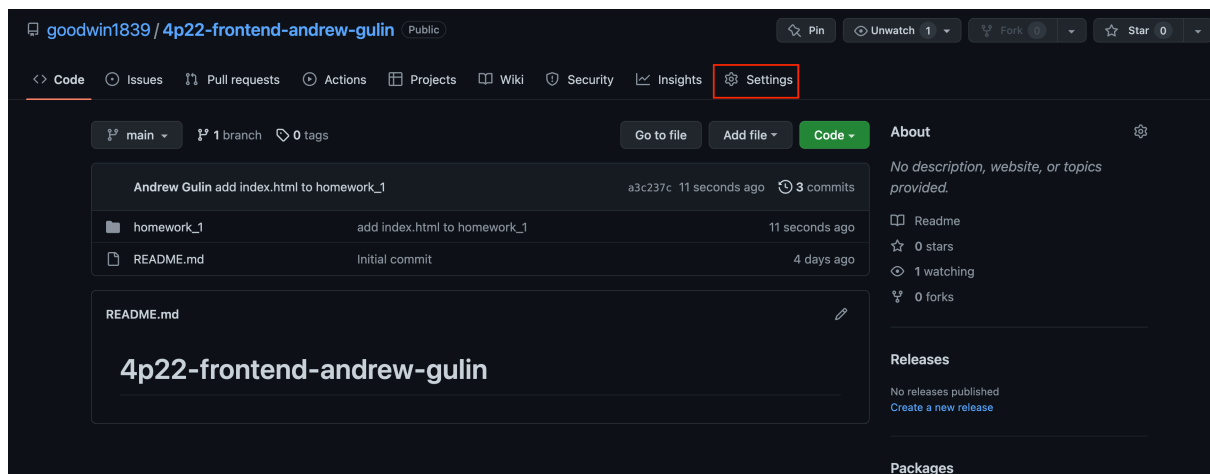 goodwin1839 / 4p22-frontend-andrew-gulin Public Pin Unwatch 1 Fork 0 Star 0
Code Issues Pull requests Actions Projects Wiki Security Insights Settings
main 1 branch 0 tags Go to file Add file Code
Andrew Gulin add index.html to homework_1 a3c237c 11 seconds ago 3 commits
homework_1 add index.html to homework_1 11 seconds ago
README.md Initial commit 4 days ago
README.md
4p22-frontend-andrew-gulin
About
No description, website, or topics
provided.
Readme
0 stars
1 watching
0 forks
Releases
No releases published
Create a new release
Packages